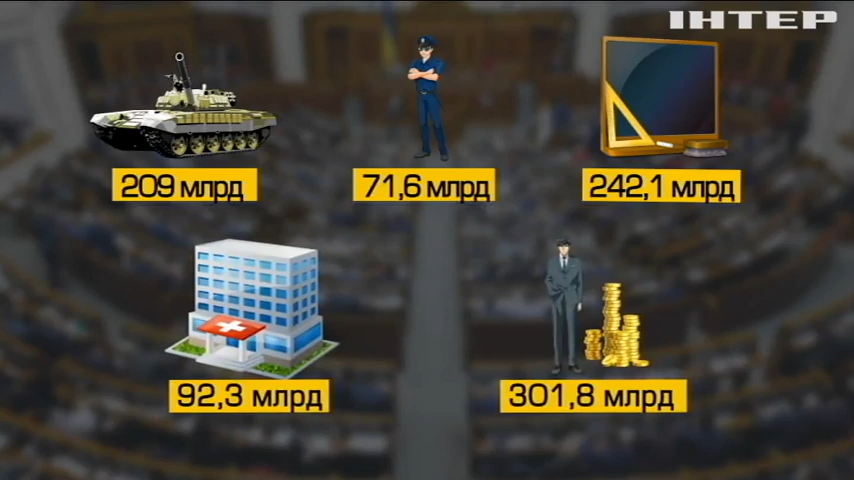 ІНТЕР
209 млрд
71,6 млрд
242,1 млрд
92,3 млрд
301,8 млрд